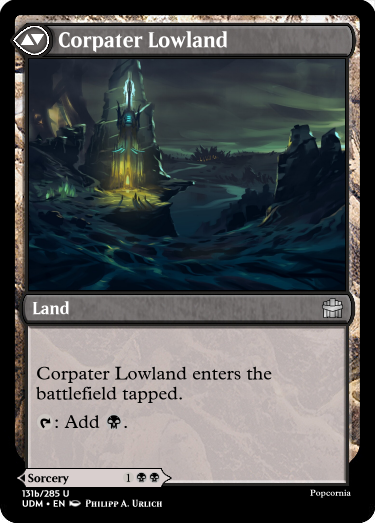 Corpater Lowland
Land
Corpater Lowland enters the
battlefield tapped.
: Add .
Sorcery 1
131b/285 U Popcornia
UDM • EN Philipp A. Urlich